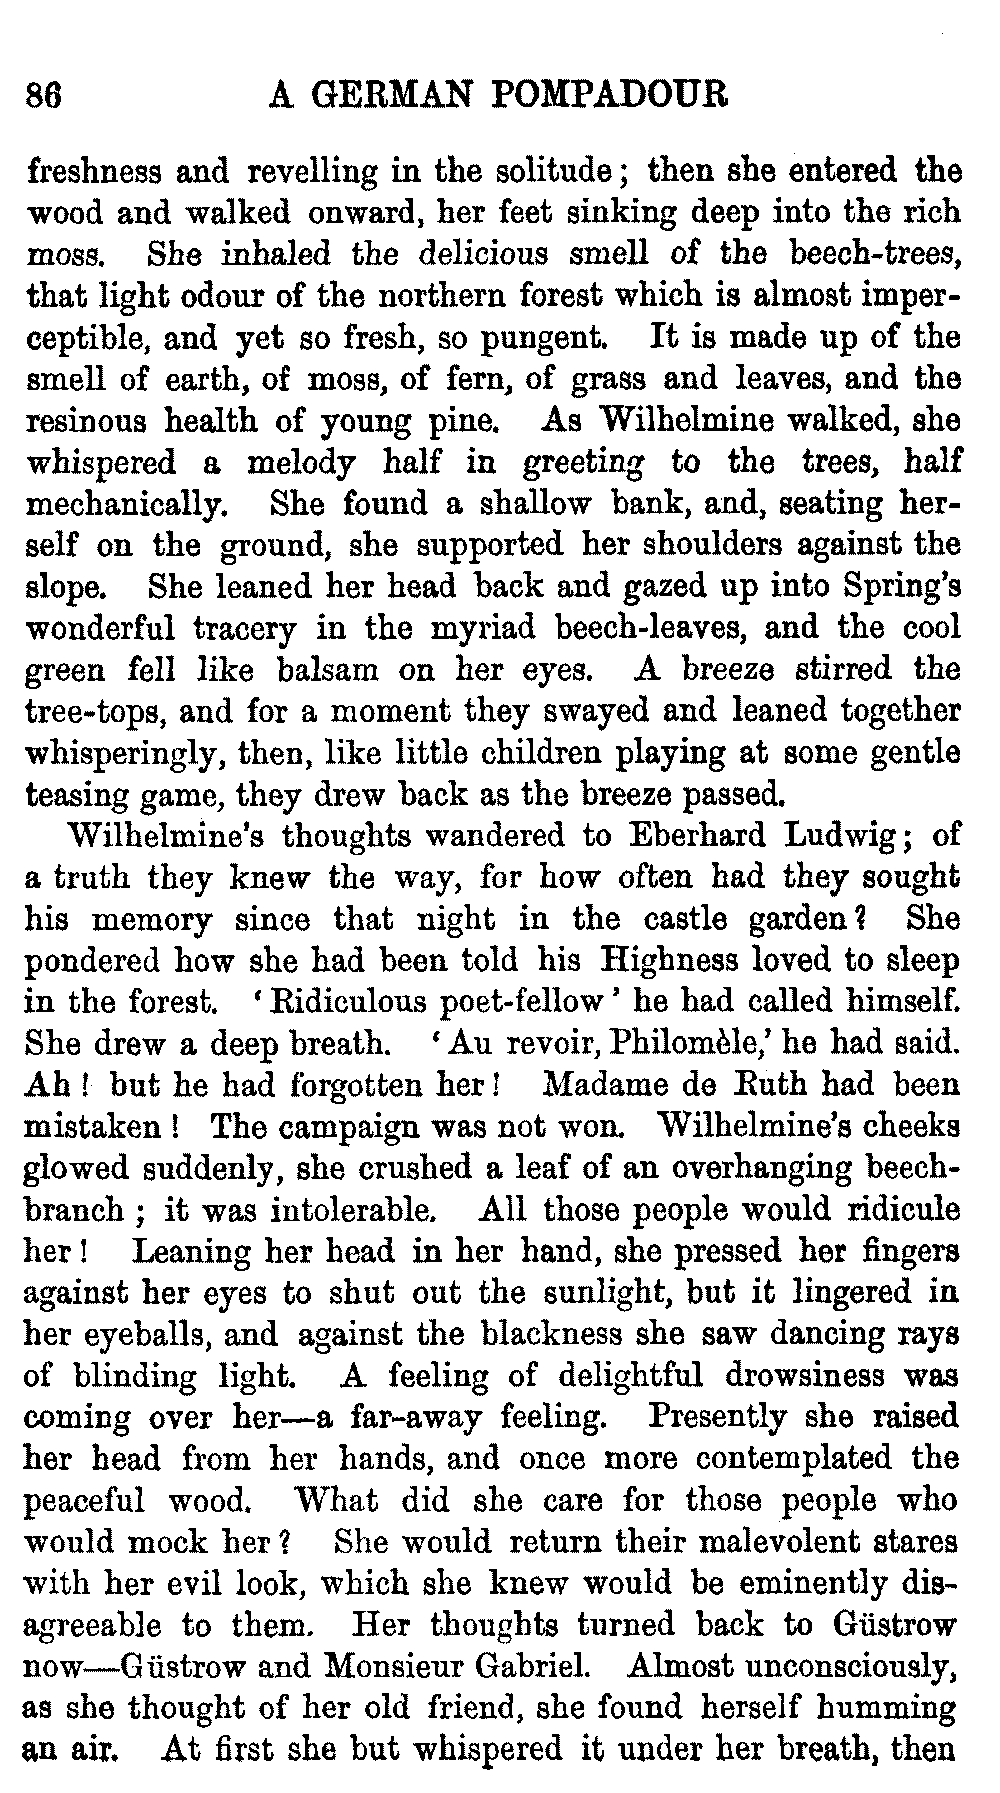 86 A GERMAN POMPADOUR
freshness and revelling in the solitude; then she entered the
wood and walked onward, her feet sinking deep into the rich
moss. She inhaled the delicious smell of the beech-trees,
that light odour of the northern forest which is almost imper-
ceptible, and yet so fresh, so pungent. It is made up of the
smell of earth, of moss, of fern, of grass and leaves, and the
resinous health of young pine. As Wilhelmine walked, she
whispered a melody half in greeting to the trees, half
mechanically. She found a shallow bank, and, seating her-
self on the ground, she supported her shoulders against the
slope. She leaned her head back and gazed up into Spring's
wonderful tracery in the myriad beech-leaves, and the cool
green fell like balsam on her eyes. A breeze stirred the
tree-tops, and for a moment they swayed and leaned together
whisperingly, then, like little children playing at some gentle
teasing game, they drew back as the breeze passed.
Wilhelmine's thoughts wandered to Eberhard Ludwig; of
a truth they knew the way, for how often had they sought
his memory since that night in the castle garden? She
pondered how she had been told his Highness loved to sleep
in the forest. 'Ridiculous poet-fellow' he had called himself.
She drew a deep breath. 'Au revoir, Philomèle,' he had said.
Ah! but he had forgotten her! Madame de Ruth had been
mistaken! The campaign was not won. Wilhelmine's cheeks
glowed suddenly, she crushed a leaf of an overhanging beech-
branch; it was intolerable. All those people would ridicule
her! Leaning her head in her hand, she pressed her fingers
against her eyes to shut out the sunlight, but it lingered in
her eyeballs, and against the blackness she saw dancing rays
of blinding light. A feeling of delightful drowsiness was
coming over her—a far-away feeling. Presently she raised
her head from her hands, and once more contemplated the
peaceful wood. What did she care for those people who
would mock her? She would return their malevolent stares
with her evil look, which she knew would be eminently dis-
agreeable to them. Her thoughts turned back to Güstrow
now—Güstrow and Monsieur Gabriel. Almost unconsciously,
as she thought of her old friend, she found herself humming
an air. At first she but whispered it under her breath, then